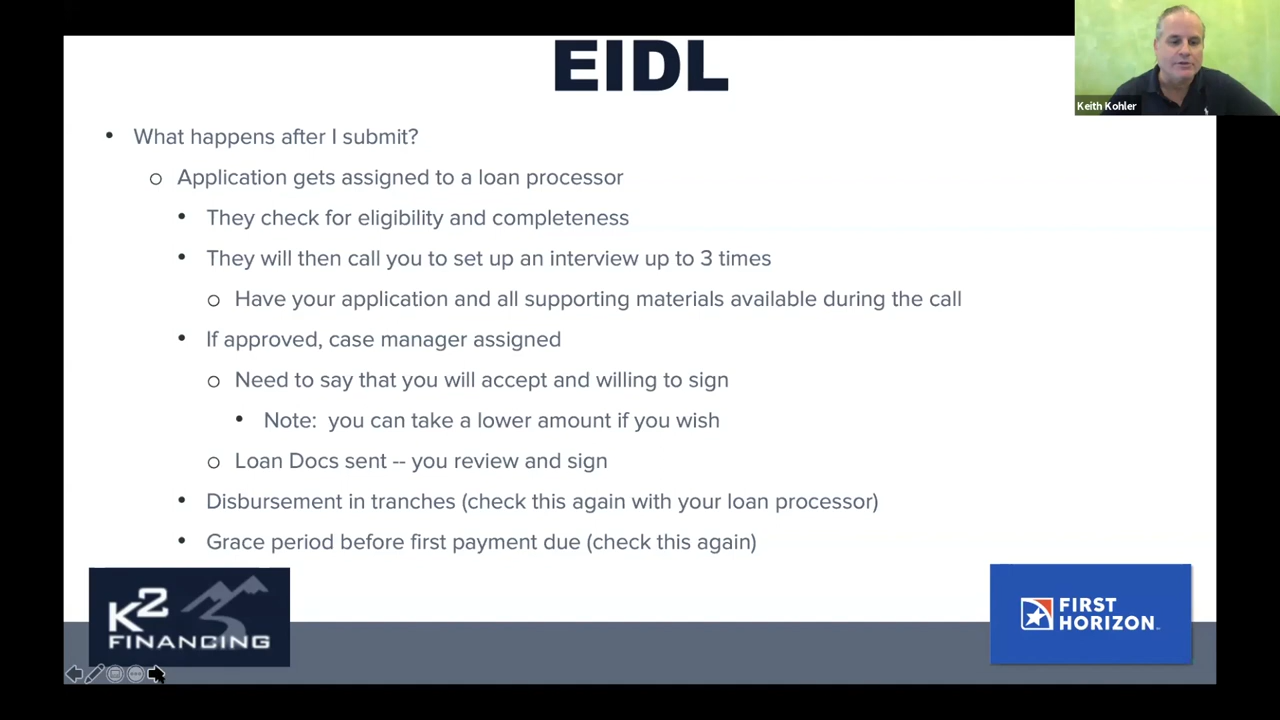 EIDL
Keith Kohler
• What happens after I submit?
o Application gets assigned to a loan processor
• They check for eligibility and completeness
• They will then call you to set up an interview up to 3 times
o Have your application and all supporting materials available during the call
• If approved, case manager assigned
o Need to say that you will accept and willing to sign
• Note: you can take a lower amount if you wish
o Loan Docs sent -- you review and sign
• Disbursement in tranches (check this again with your loan processor)
• Grace period before first payment due (check this again)
K2
FINANCING
FIRST
HORIZON